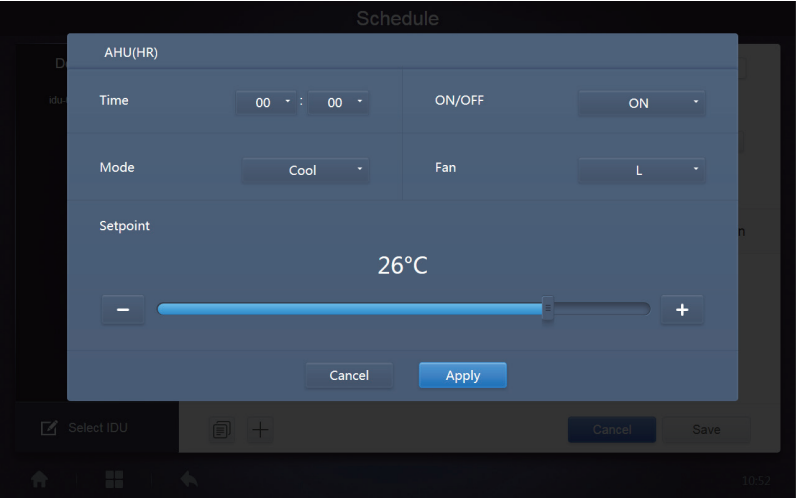 Schedule
AHU(HR)
Time 00 : 00 ON/OFF ON
idu-
Mode Cool Fan L
Setpoint
n
26°C
Cancel Apply
Select IDU Cancel Save
10:52